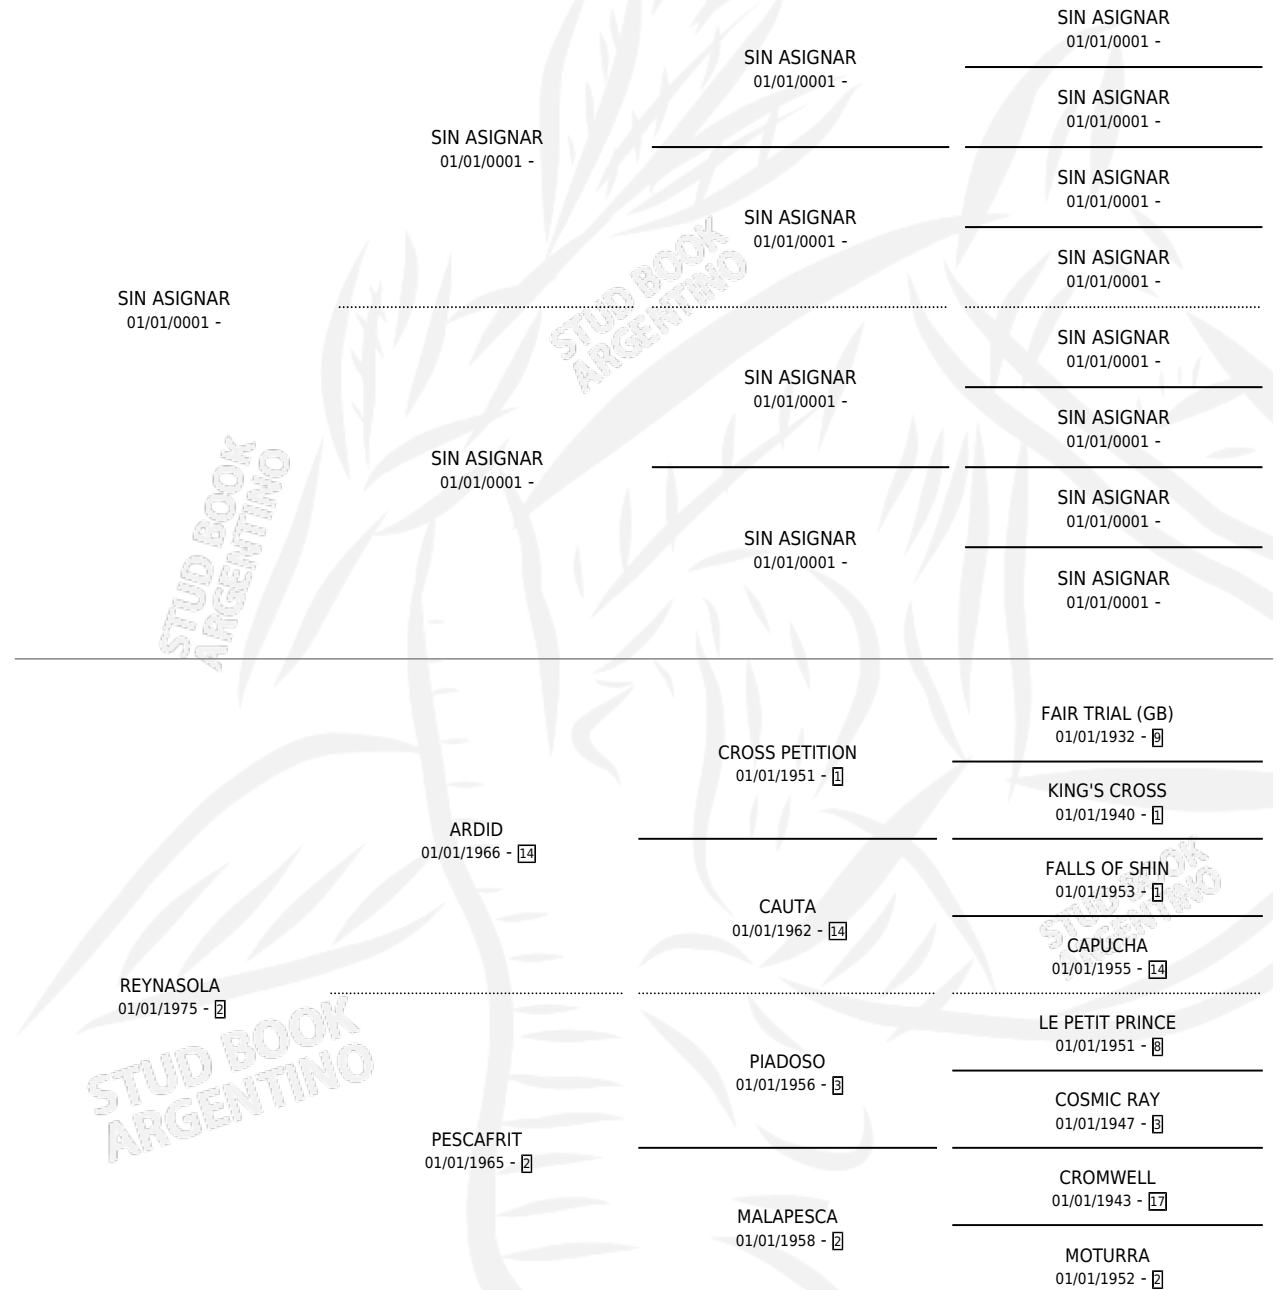 SIN ASIGNAR
01/01/0001 -
SIN ASIGNAR
01/01/0001 -
SIN ASIGNAR
01/01/0001 -
SIN ASIGNAR
01/01/0001 -
SIN ASIGNAR
01/01/0001 -
SIN ASIGNAR
01/01/0001 -
SIN ASIGNAR
01/01/0001 -
SIN ASIGNAR
01/01/0001 -
SIN ASIGNAR
01/01/0001 -
SIN ASIGNAR
01/01/0001 -
SIN ASIGNAR
01/01/0001 -
SIN ASIGNAR
01/01/0001 -
SIN ASIGNAR
01/01/0001 -
SIN ASIGNAR
01/01/0001 -
SIN ASIGNAR
01/01/0001 -
STUD BOOK
ARGENTINO
STUD BOOK
ARGENTINO
FAIR TRIAL (GB)
01/01/1932 - 9
CROSS PETITION
01/01/1951 - 1
KING'S CROSS
01/01/1940 - 1
ARDID
01/01/1966 - 14
FALLS OF SHIN
01/01/1953 - 1
CAUTA
01/01/1962 - 14
CAPUCHA
01/01/1955 - 14
STUD BOOK
ARGENTINO
REYNASOLA
01/01/1975 - 2
LE PETIT PRINCE
01/01/1951 - 8
PIADOSO
01/01/1956 - 3
COSMIC RAY
01/01/1947 - 3
PESCAFRIT
01/01/1965 - 2
CROMWELL
01/01/1943 - 17
MALAPESCA
01/01/1958 - 2
MOTURRA
01/01/1952 - 2
STUD BOOK
ARGENTINO